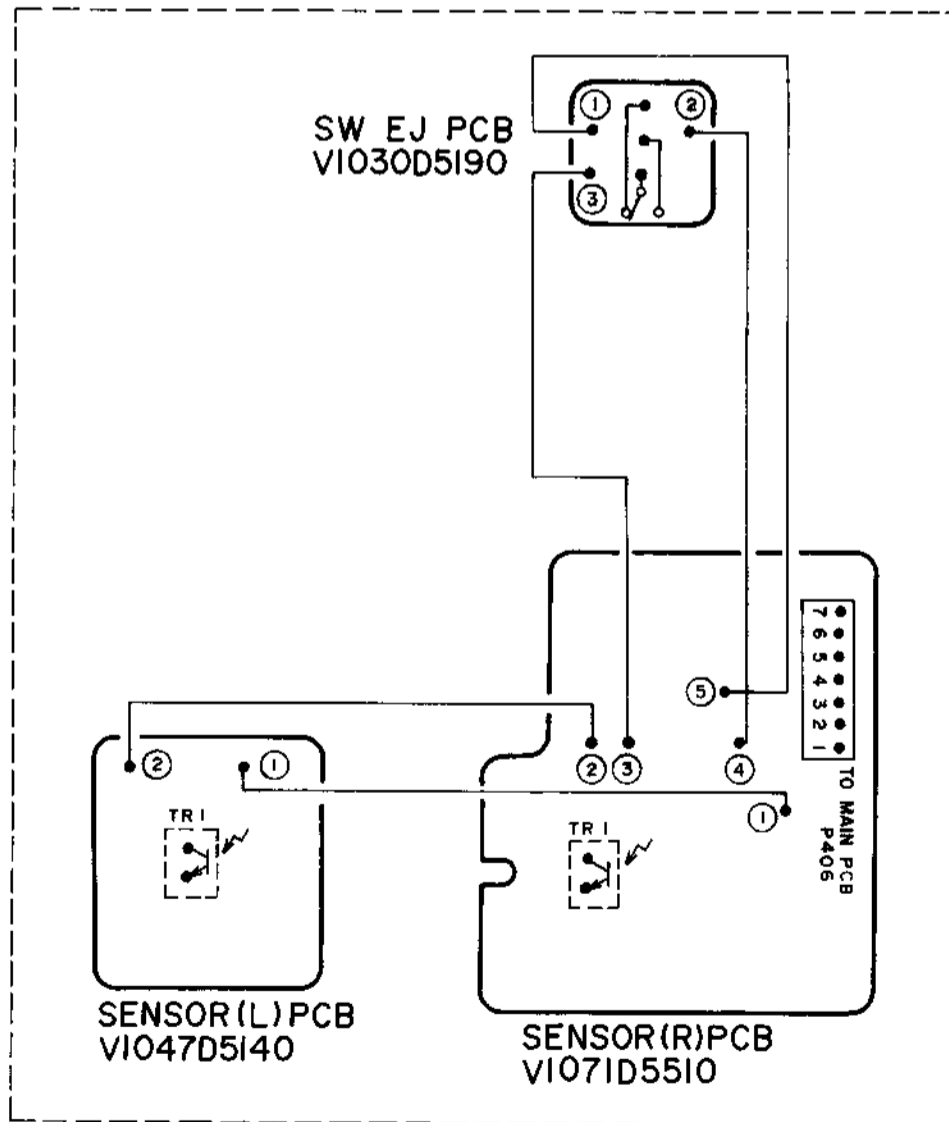 SW EJ PCB
V1030D5190
① ②
③
7 6 5 4 3 2 1
TO MAIN PCB
P406
⑤
② ③ ④
①
TR1
② ①
TR1
SENSOR(L)PCB
V1047D5140
SENSOR(R)PCB
V1071D5510